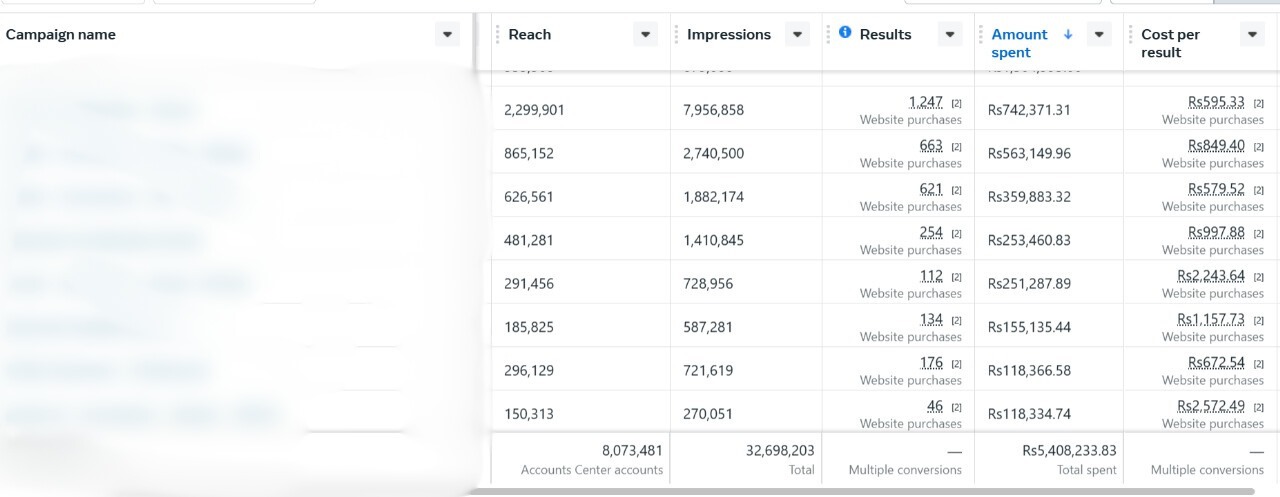 Campaign name Reach Impressions Results Amount spent ↓ Cost per result
2,299,901 7,956,858 1,247 [2] Rs742,371.31 Rs595.33 [2]
Website purchases Website purchases
865,152 2,740,500 663 [2] Rs563,149.96 Rs849.40 [2]
Website purchases Website purchases
626,561 1,882,174 621 [2] Rs359,883.32 Rs579.52 [2]
Website purchases Website purchases
481,281 1,410,845 254 [2] Rs253,460.83 Rs997.88 [2]
Website purchases Website purchases
291,456 728,956 112 [2] Rs251,287.89 Rs2,243.64 [2]
Website purchases Website purchases
185,825 587,281 134 [2] Rs155,135.44 Rs1,157.73 [2]
Website purchases Website purchases
296,129 721,619 176 [2] Rs118,366.58 Rs672.54 [2]
Website purchases Website purchases
150,313 270,051 46 [2] Rs118,334.74 Rs2,572.49 [2]
Website purchases Website purchases
8,073,481 32,698,203 — Rs5,408,233.83 —
Accounts Center accounts Total Multiple conversions Total spent Multiple conversions